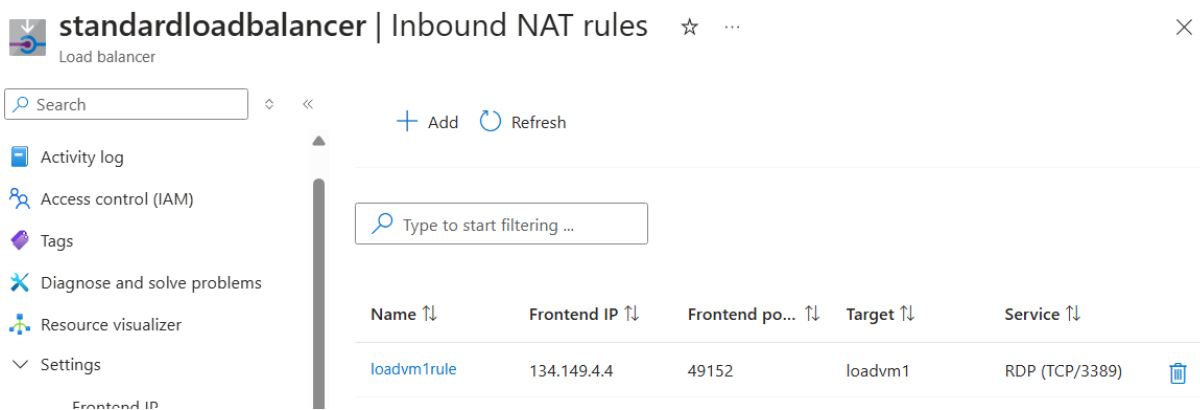 standardloadbalancer | Inbound NAT rules
Load balancer
Search
Add
Refresh
Activity log
Access control (IAM)
Tags
Diagnose and solve problems
Resource visualizer
Settings
Frontend IP
Type to start filtering ...
Name Frontend IP Frontend po... Target Service
loadvm1rule 134.149.4.4 49152 loadvm1 RDP (TCP/3389)